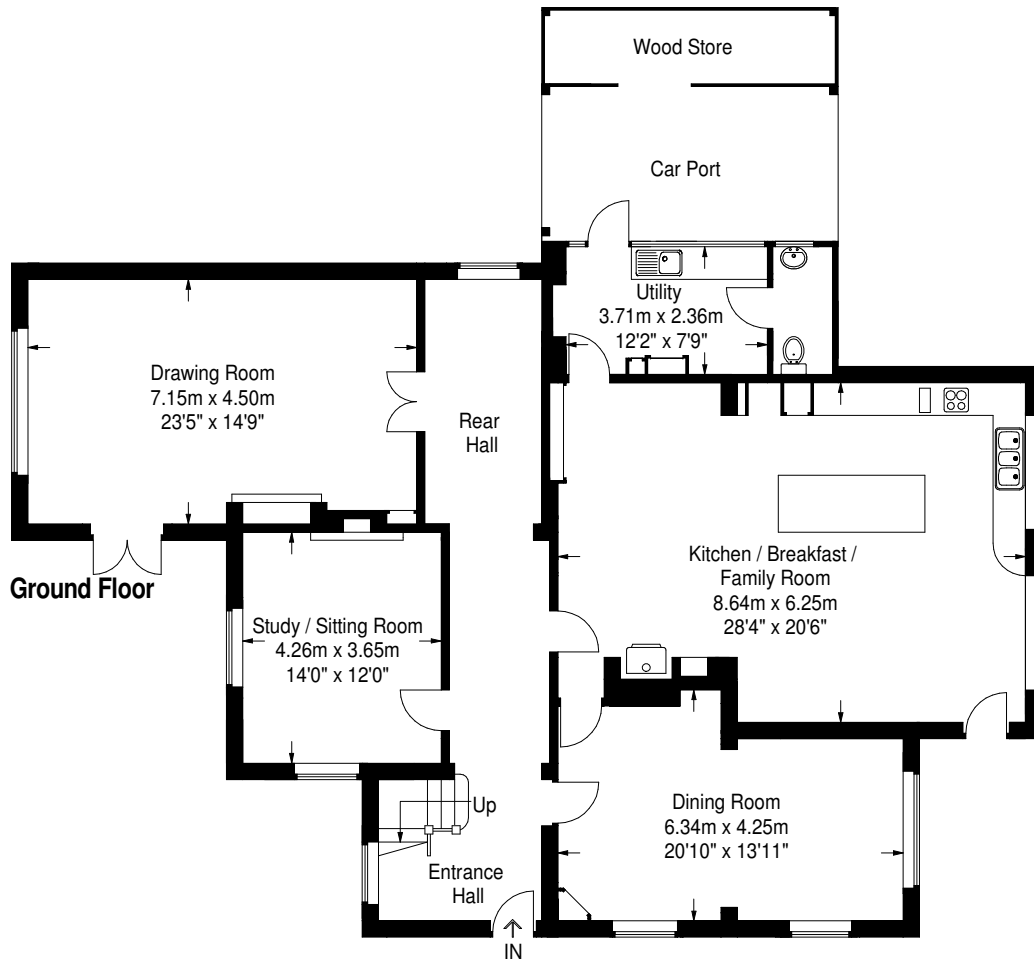 Wood Store
Car Port
Utility
3.71m x 2.36m
12'2" x 7'9"
Drawing Room
7.15m x 4.50m
23'5" x 14'9"
Rear
Hall
Ground Floor
Kitchen / Breakfast /
Family Room
8.64m x 6.25m
28'4" x 20'6"
Study / Sitting Room
4.26m x 3.65m
14'0" x 12'0"
Up
Dining Room
6.34m x 4.25m
20'10" x 13'11"
Entrance
Hall
IN